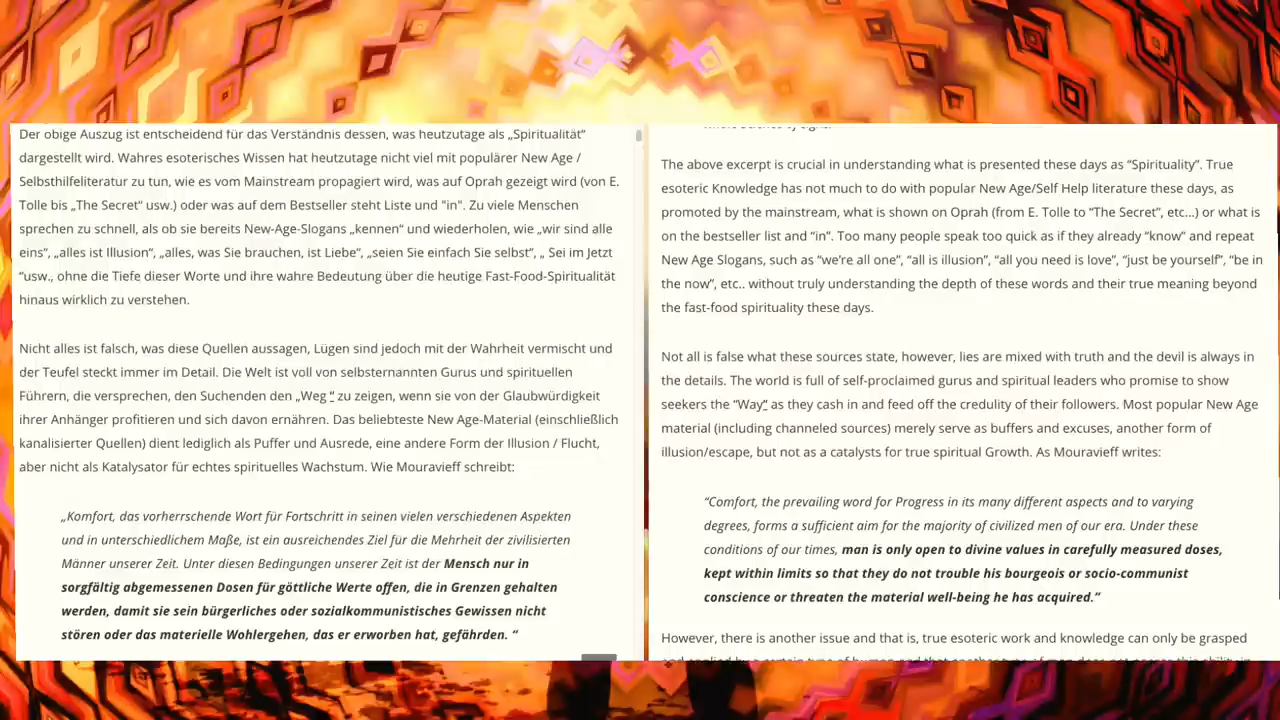 Der obige Auszug ist entscheidend für das Verständnis dessen, was heutzutage als „Spiritualität“
dargestellt wird. Wahres esoterisches Wissen hat heutzutage nicht viel mit populärer New Age /
Selbsthilfeliteratur zu tun, wie es vom Mainstream propagiert wird, was auf Oprah gezeigt wird (von E.
Tolle bis „The Secret“ usw.) oder was auf dem Bestseller steht Liste und "in". Zu viele Menschen
sprechen zu schnell, als ob sie bereits New-Age-Slogans „kennen“ und wiederholen, wie „wir sind alle
eins“, „alles ist Illusion“, „alles, was Sie brauchen, ist Liebe“, „seien Sie einfach Sie selbst“, „ Sei im Jetzt
“usw., ohne die Tiefe dieser Worte und ihre wahre Bedeutung über die heutige Fast-Food-Spiritualität
hinaus wirklich zu verstehen.
Nicht alles ist falsch, was diese Quellen aussagen, Lügen sind jedoch mit der Wahrheit vermischt und
der Teufel steckt immer im Detail. Die Welt ist voll von selbsternannten Gurus und spirituellen
Führern, die versprechen, den Suchenden den „Weg “ zu zeigen, wenn sie von der Glaubwürdigkeit
ihrer Anhänger profitieren und sich davon ernähren. Das beliebteste New Age-Material (einschließlich
kanalisierter Quellen) dient lediglich als Puffer und Ausrede, eine andere Form der Illusion / Flucht,
aber nicht als Katalysator für echtes spirituelles Wachstum. Wie Mouravieff schreibt:
„Komfort, das vorherrschende Wort für Fortschritt in seinen vielen verschiedenen Aspekten
und in unterschiedlichem Maße, ist ein ausreichendes Ziel für die Mehrheit der zivilisierten
Männer unserer Zeit. Unter diesen Bedingungen unserer Zeit ist der Mensch nur in
sorgfältig abgemessenen Dosen für göttliche Werte offen, die in Grenzen gehalten
werden, damit sie sein bürgerliches oder sozialkommunistisches Gewissen nicht
stören oder das materielle Wohlergehen, das er erworben hat, gefährden. “
The above excerpt is crucial in understanding what is presented these days as “Spirituality”. True
esoteric Knowledge has not much to do with popular New Age/Self Help literature these days, as
promoted by the mainstream, what is shown on Oprah (from E. Tolle to “The Secret”, etc...) or what is
on the bestseller list and “in”. Too many people speak too quick as if they already “know” and repeat
New Age Slogans, such as “we’re all one”, “all is illusion”, “all you need is love”, “just be yourself”, “be in
the now”, etc.. without truly understanding the depth of these words and their true meaning beyond
the fast-food spirituality these days.
Not all is false what these sources state, however, lies are mixed with truth and the devil is always in
the details. The world is full of self-proclaimed gurus and spiritual leaders who promise to show
seekers the “Way“ as they cash in and feed off the credulity of their followers. Most popular New Age
material (including channeled sources) merely serve as buffers and excuses, another form of
illusion/escape, but not as a catalysts for true spiritual Growth. As Mouravieff writes:
“Comfort, the prevailing word for Progress in its many different aspects and to varying
degrees, forms a sufficient aim for the majority of civilized men of our era. Under these
conditions of our times, man is only open to divine values in carefully measured doses,
kept within limits so that they do not trouble his bourgeois or socio-communist
conscience or threaten the material well-being he has acquired.”
However, there is another issue and that is, true esoteric work and knowledge can only be grasped